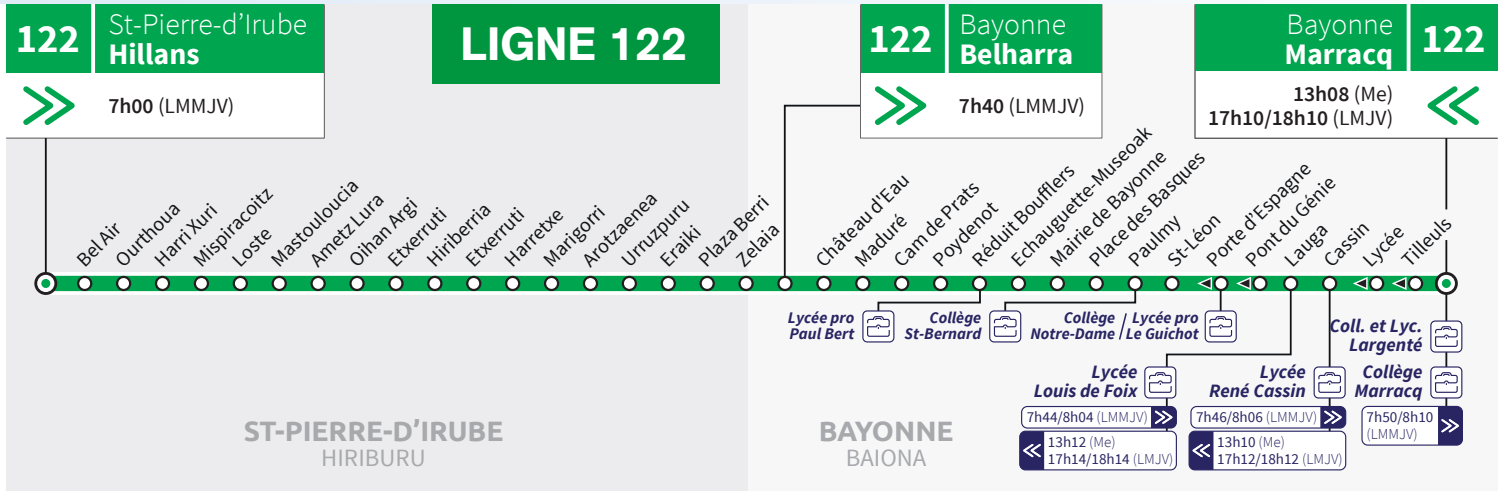 122
St-Pierre-d'Irube
Hillans
7h00 (LMMJV)
LIGNE 122
122
Bayonne
Belharra
7h40 (LMMJV)
Bayonne
Marracq
122
13h08 (Me)
17h10/18h10 (LMJV)
Bel Air
Ourthoua
Harri Xuri
Mispiracoitz
Loste
Mastouloucia
Ametz Lura
Oihan Argi
Etxerruti
Hiriberria
Etxerruti
Harretxe
Marigorri
Arotzaenea
Urruzpuru
Eraiki
Plaza Berri
Zelaia
Château d'Eau
Maduré
Cam de Prats
Poydenot
Réduit Boufflers
Echauguette-Museoak
Mairie de Bayonne
Place des Basques
Paulmy
St-Léon
Porte d'Espagne
Pont du Génie
Lauga
Cassin
Lycée
Tilleuls
Lycée pro
Paul Bert
Collège
St-Bernard
Collège
Notre-Dame
/ Lycée pro
Le Guichot
Coll. et Lyc.
Largenté
Lycée
Louis de Foix
7h44/8h04 (LMMJV)
13h12 (Me)
17h14/18h14 (LMJV)
Lycée
René Cassin
7h46/8h06 (LMMJV)
13h10 (Me)
17h12/18h12 (LMJV)
Collège
Marracq
7h50/8h10
(LMMJV)
ST-PIERRE-D'IRUBE
HIRIBURU
BAYONNE
BAIONA